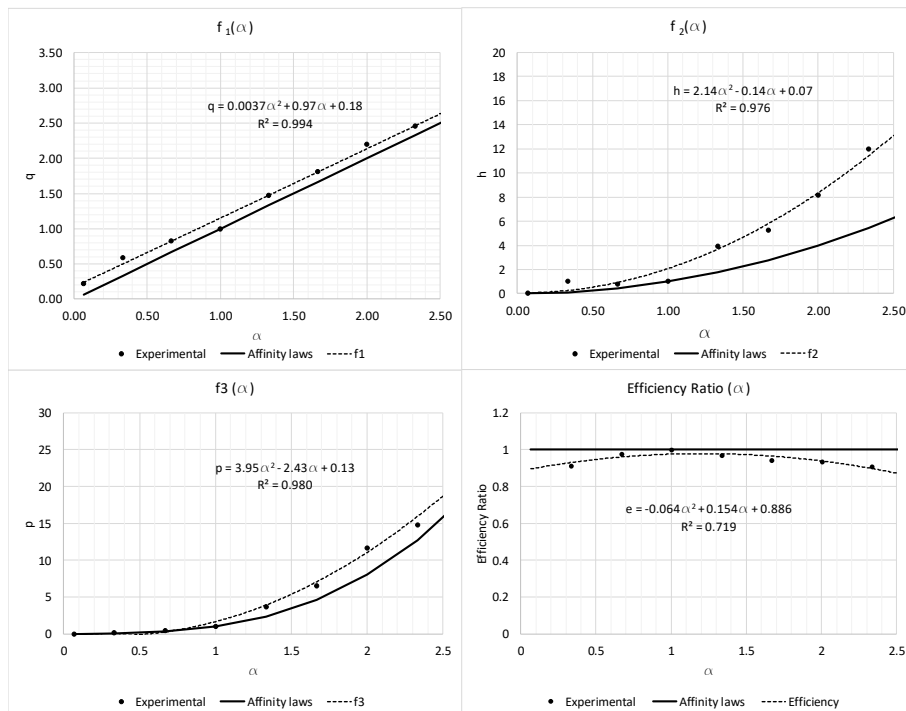 f 1(α)
q = 0.0037α² + 0.97α + 0.18
R² = 0.994
3.50
3.00
2.50
2.00
1.50
1.00
0.50
0.00
q
0.00 0.50 1.00 1.50 2.00 2.50
α
Experimental Affinity laws f1
f 2(α)
h = 2.14α² - 0.14α + 0.07
R² = 0.976
20
18
16
14
12
10
8
6
4
2
0
h
0.00 0.50 1.00 1.50 2.00 2.50
α
Experimental Affinity laws f2
f3 (α)
p = 3.95α² - 2.43α + 0.13
R² = 0.980
30
25
20
15
10
5
0
p
0 0.5 1 1.5 2 2.5
α
Experimental Affinity laws f3
Efficiency Ratio (α)
1.2
1
0.8
0.6
0.4
0.2
0
Efficiency Ratio
e = -0.064α² + 0.154α + 0.886
R² = 0.719
0 0.5 1 1.5 2 2.5
α
Experimental Affinity laws Efficiency